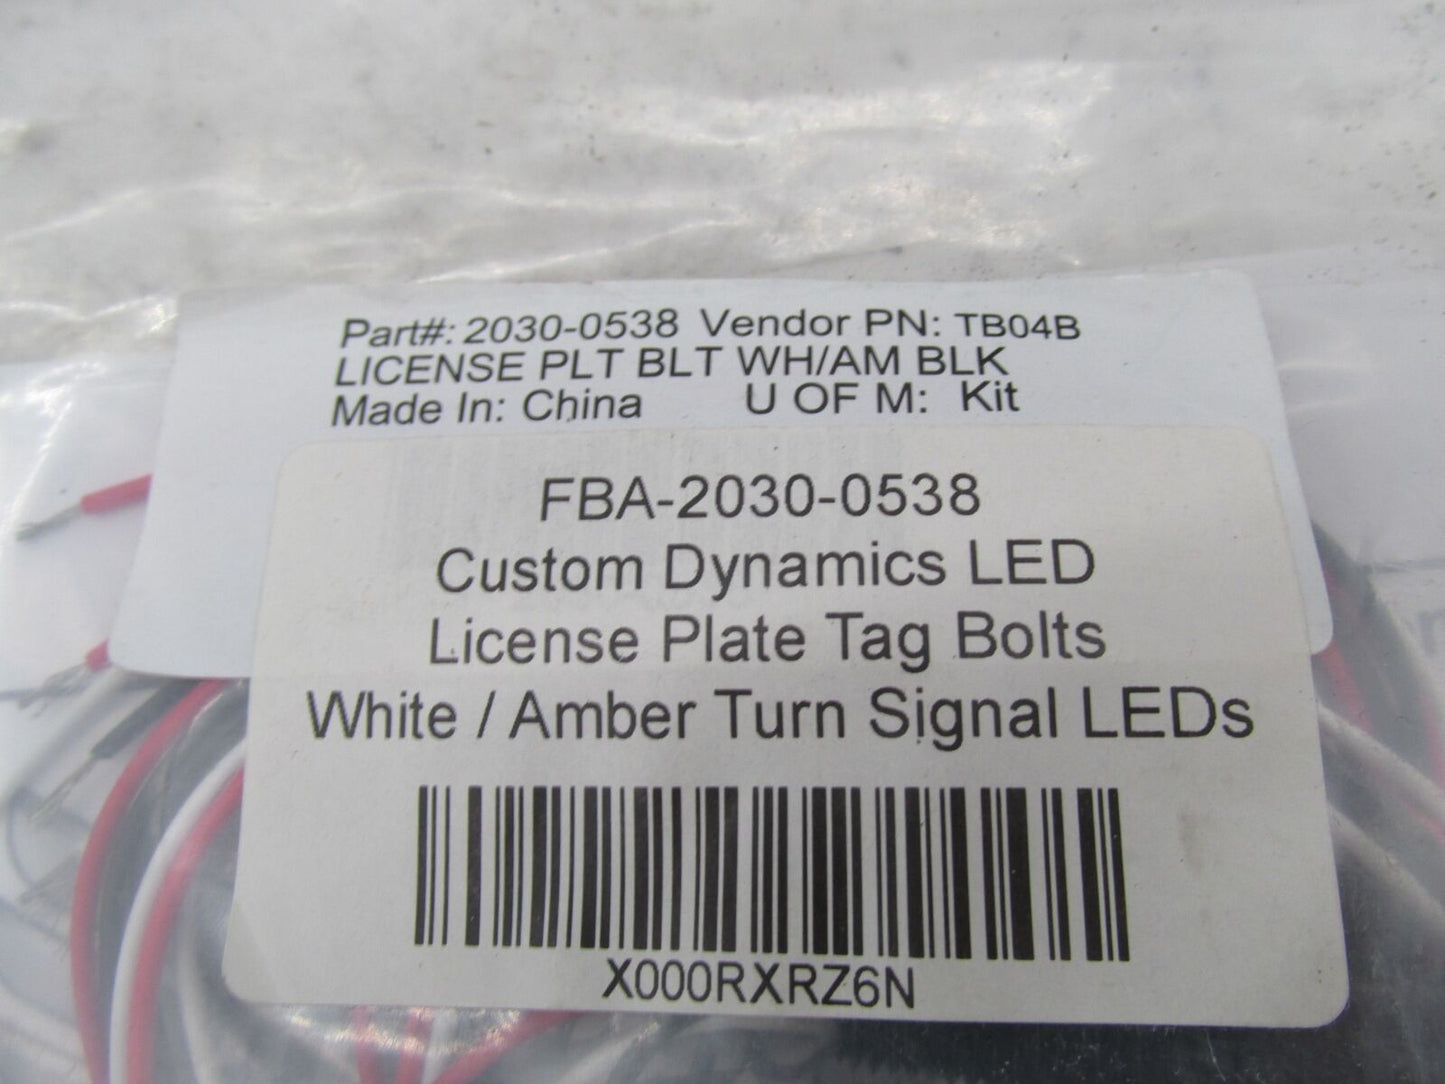 Part#: 2030-0538 Vendor PN: TB04B
LICENSE PLT BLT WH/AM BLK
Made In: China U OF M: Kit
FBA-2030-0538
Custom Dynamics LED
License Plate Tag Bolts
White / Amber Turn Signal LEDs
X000RXRZ6N